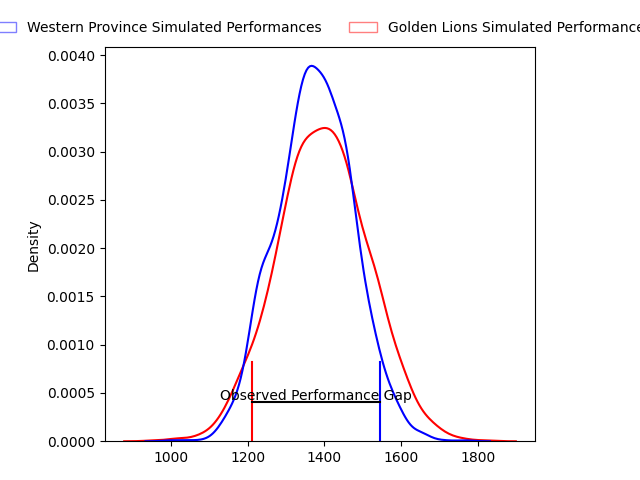 Western Province Simulated Performances
Golden Lions Simulated Performance
0.0040
0.0035
0.0030
0.0025
0.0020
0.0015
0.0010
0.0005
0.0000
Density
Observed Performance Gap
1000 1200 1400 1600 1800